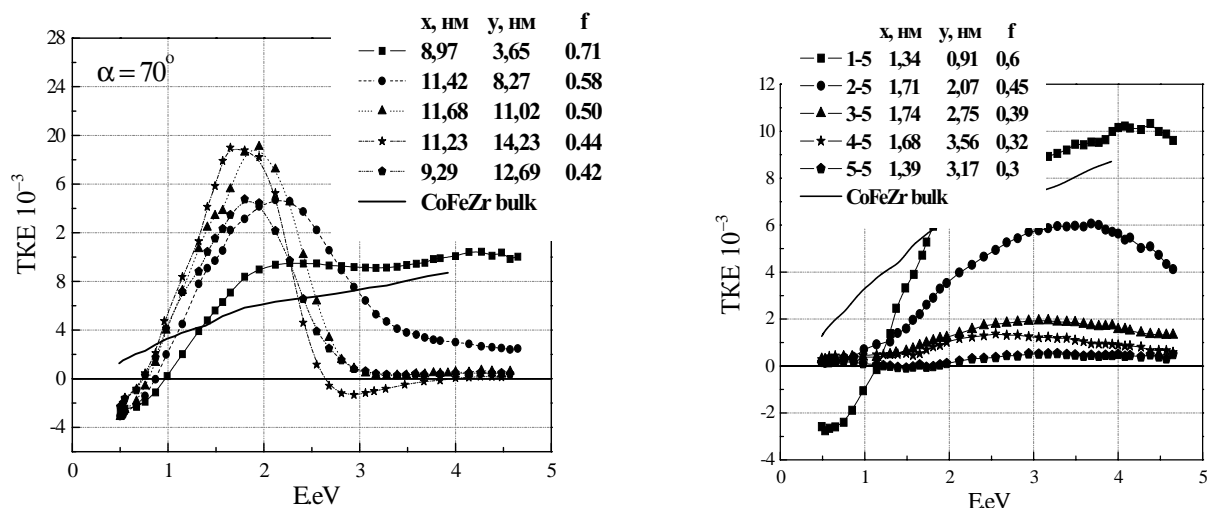 x, нм y, нм f
8,97 3,65 0.71
11,42 8,27 0.58
11,68 11,02 0.50
11,23 14,23 0.44
9,29 12,69 0.42
CoFeZr bulk
α = 70°
TKE 10⁻³
28
24
20
6
2
8
4
0
-4
0 1 2 3 4 5
E.eV
x, нм y, нм f
1-5 1,34 0,91 0,6
2-5 1,71 2,07 0,45
3-5 1,74 2,75 0,39
4-5 1,68 3,56 0,32
5-5 1,39 3,17 0,3
CoFeZr bulk
TKE 10⁻³
12
10
8
6
4
2
0
-2
-4
0 1 2 3 4 5
E.eV